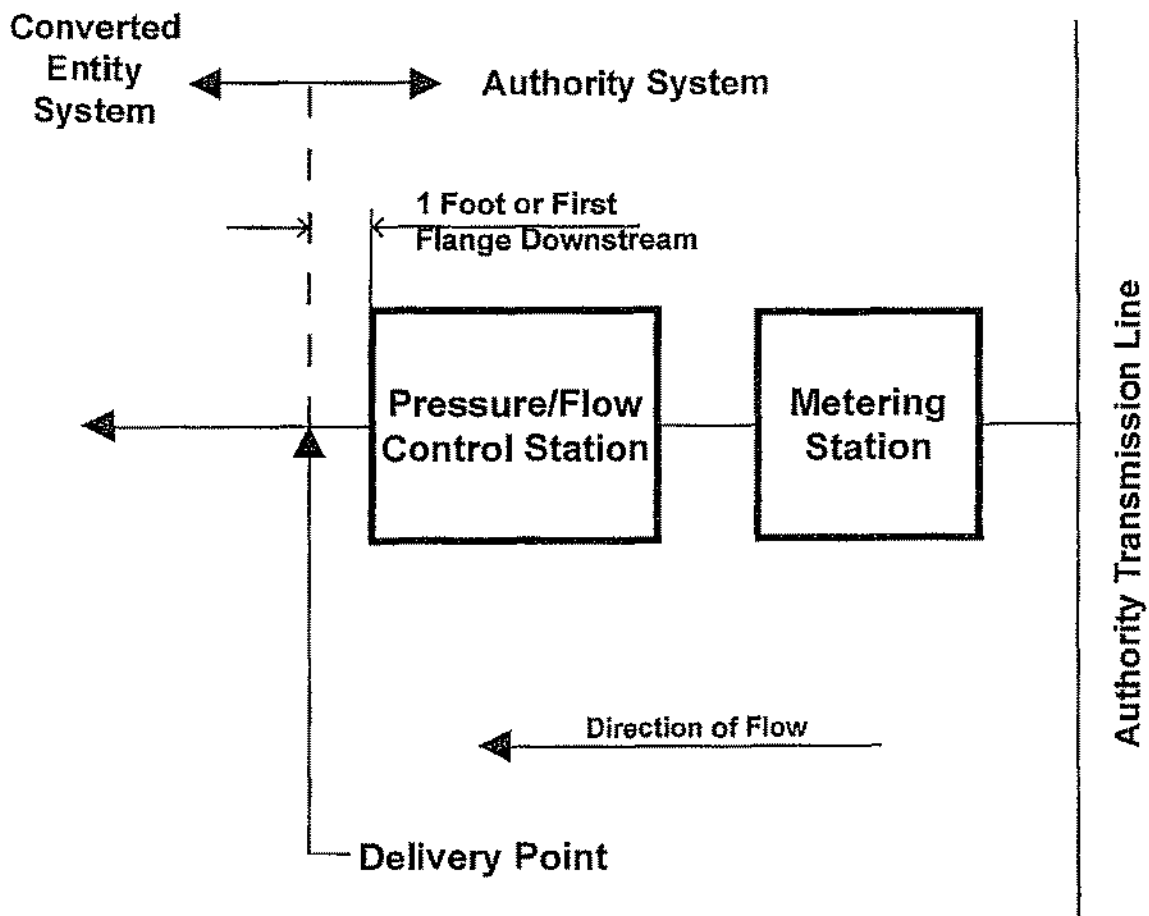 Converted
Entity
System
Authority System
1 Foot or First
Flange Downstream
Pressure/Flow
Control Station
Metering
Station
Authority Transmission Line
Direction of Flow
Delivery Point